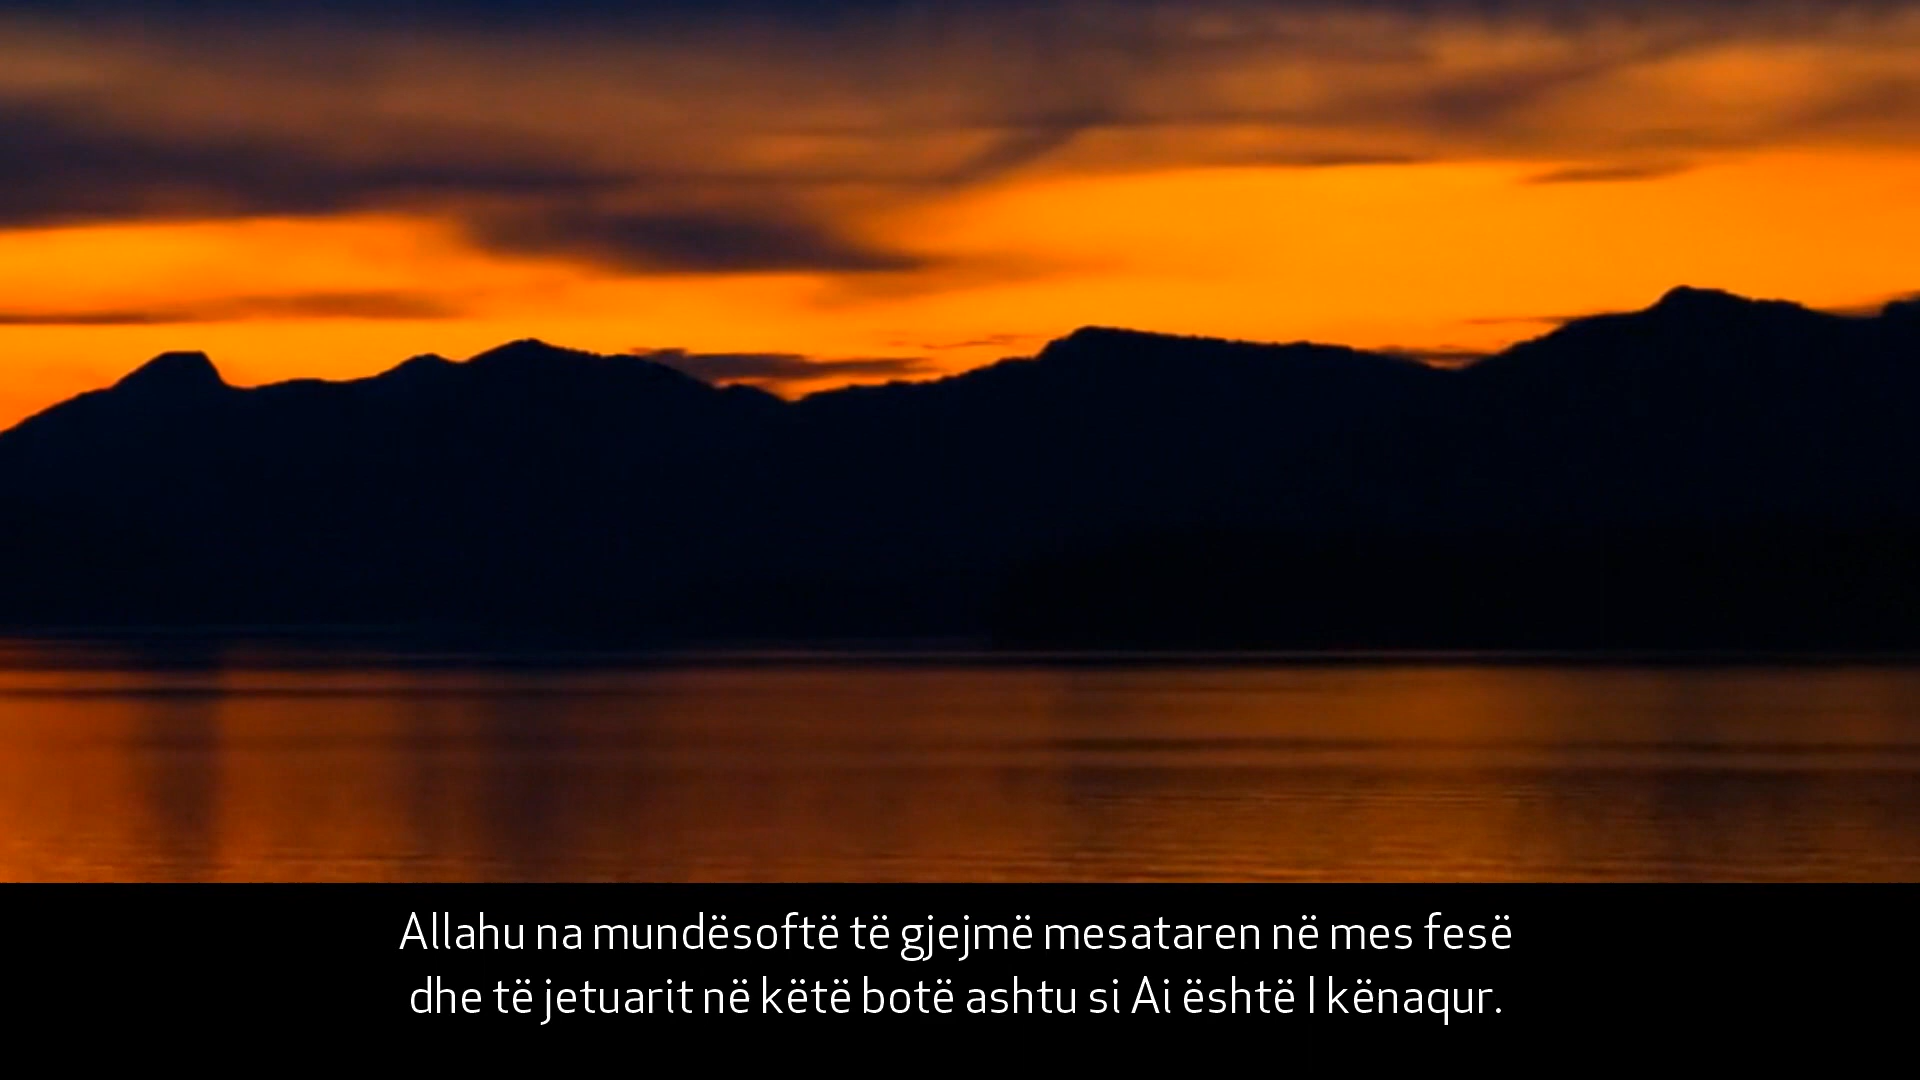 Allahu na mundësoftë të gjejmë mesataren në mes fesë
dhe të jetuarit në këtë botë ashtu si Ai është I kënaqur.